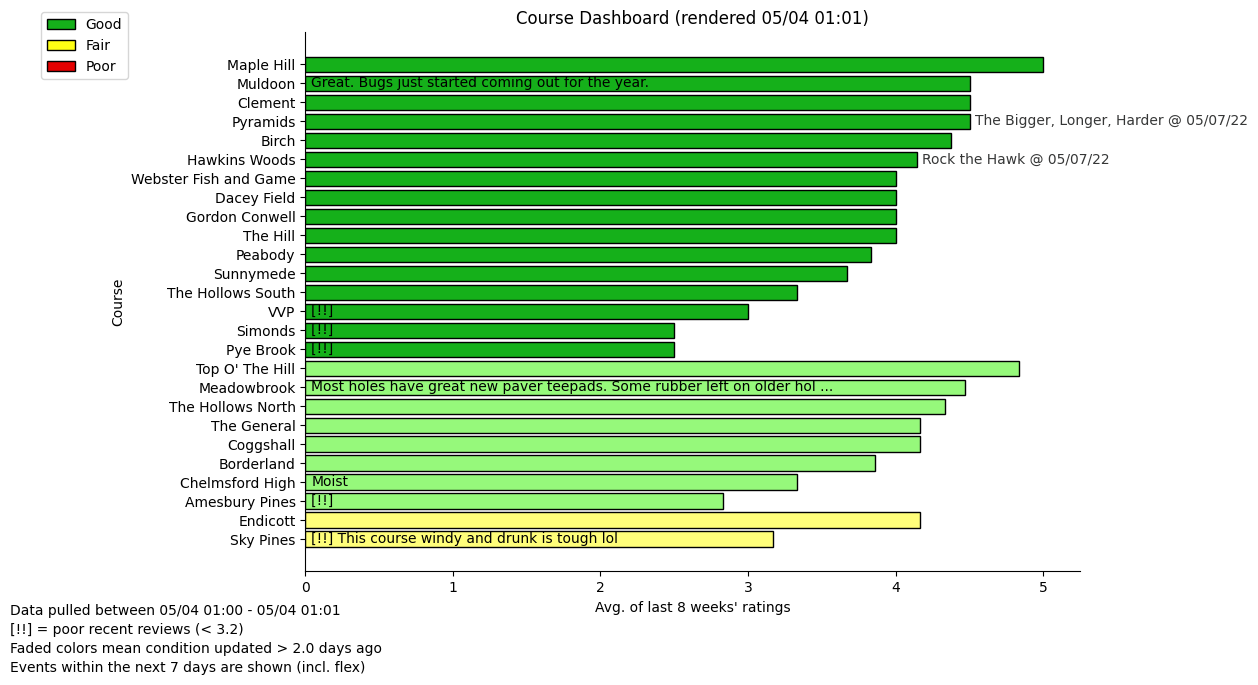 Good
Fair
Poor
Course Dashboard (rendered 05/04 01:01)
Course
Maple Hill
Muldoon Great. Bugs just started coming out for the year.
Clement
Pyramids The Bigger, Longer, Harder @ 05/07/22
Birch
Hawkins Woods Rock the Hawk @ 05/07/22
Webster Fish and Game
Dacey Field
Gordon Conwell
The Hill
Peabody
Sunnymede
The Hollows South
VVP [!!]
Simonds [!!]
Pye Brook [!!]
Top O' The Hill
Meadowbrook Most holes have great new paver teepads. Some rubber left on older hol ...
The Hollows North
The General
Coggshall
Borderland
Chelmsford High Moist
Amesbury Pines [!!]
Endicott
Sky Pines [!!] This course windy and drunk is tough lol
0 1 2 3 4 5
Avg. of last 8 weeks' ratings
Data pulled between 05/04 01:00 - 05/04 01:01
[!!] = poor recent reviews (< 3.2)
Faded colors mean condition updated > 2.0 days ago
Events within the next 7 days are shown (incl. flex)